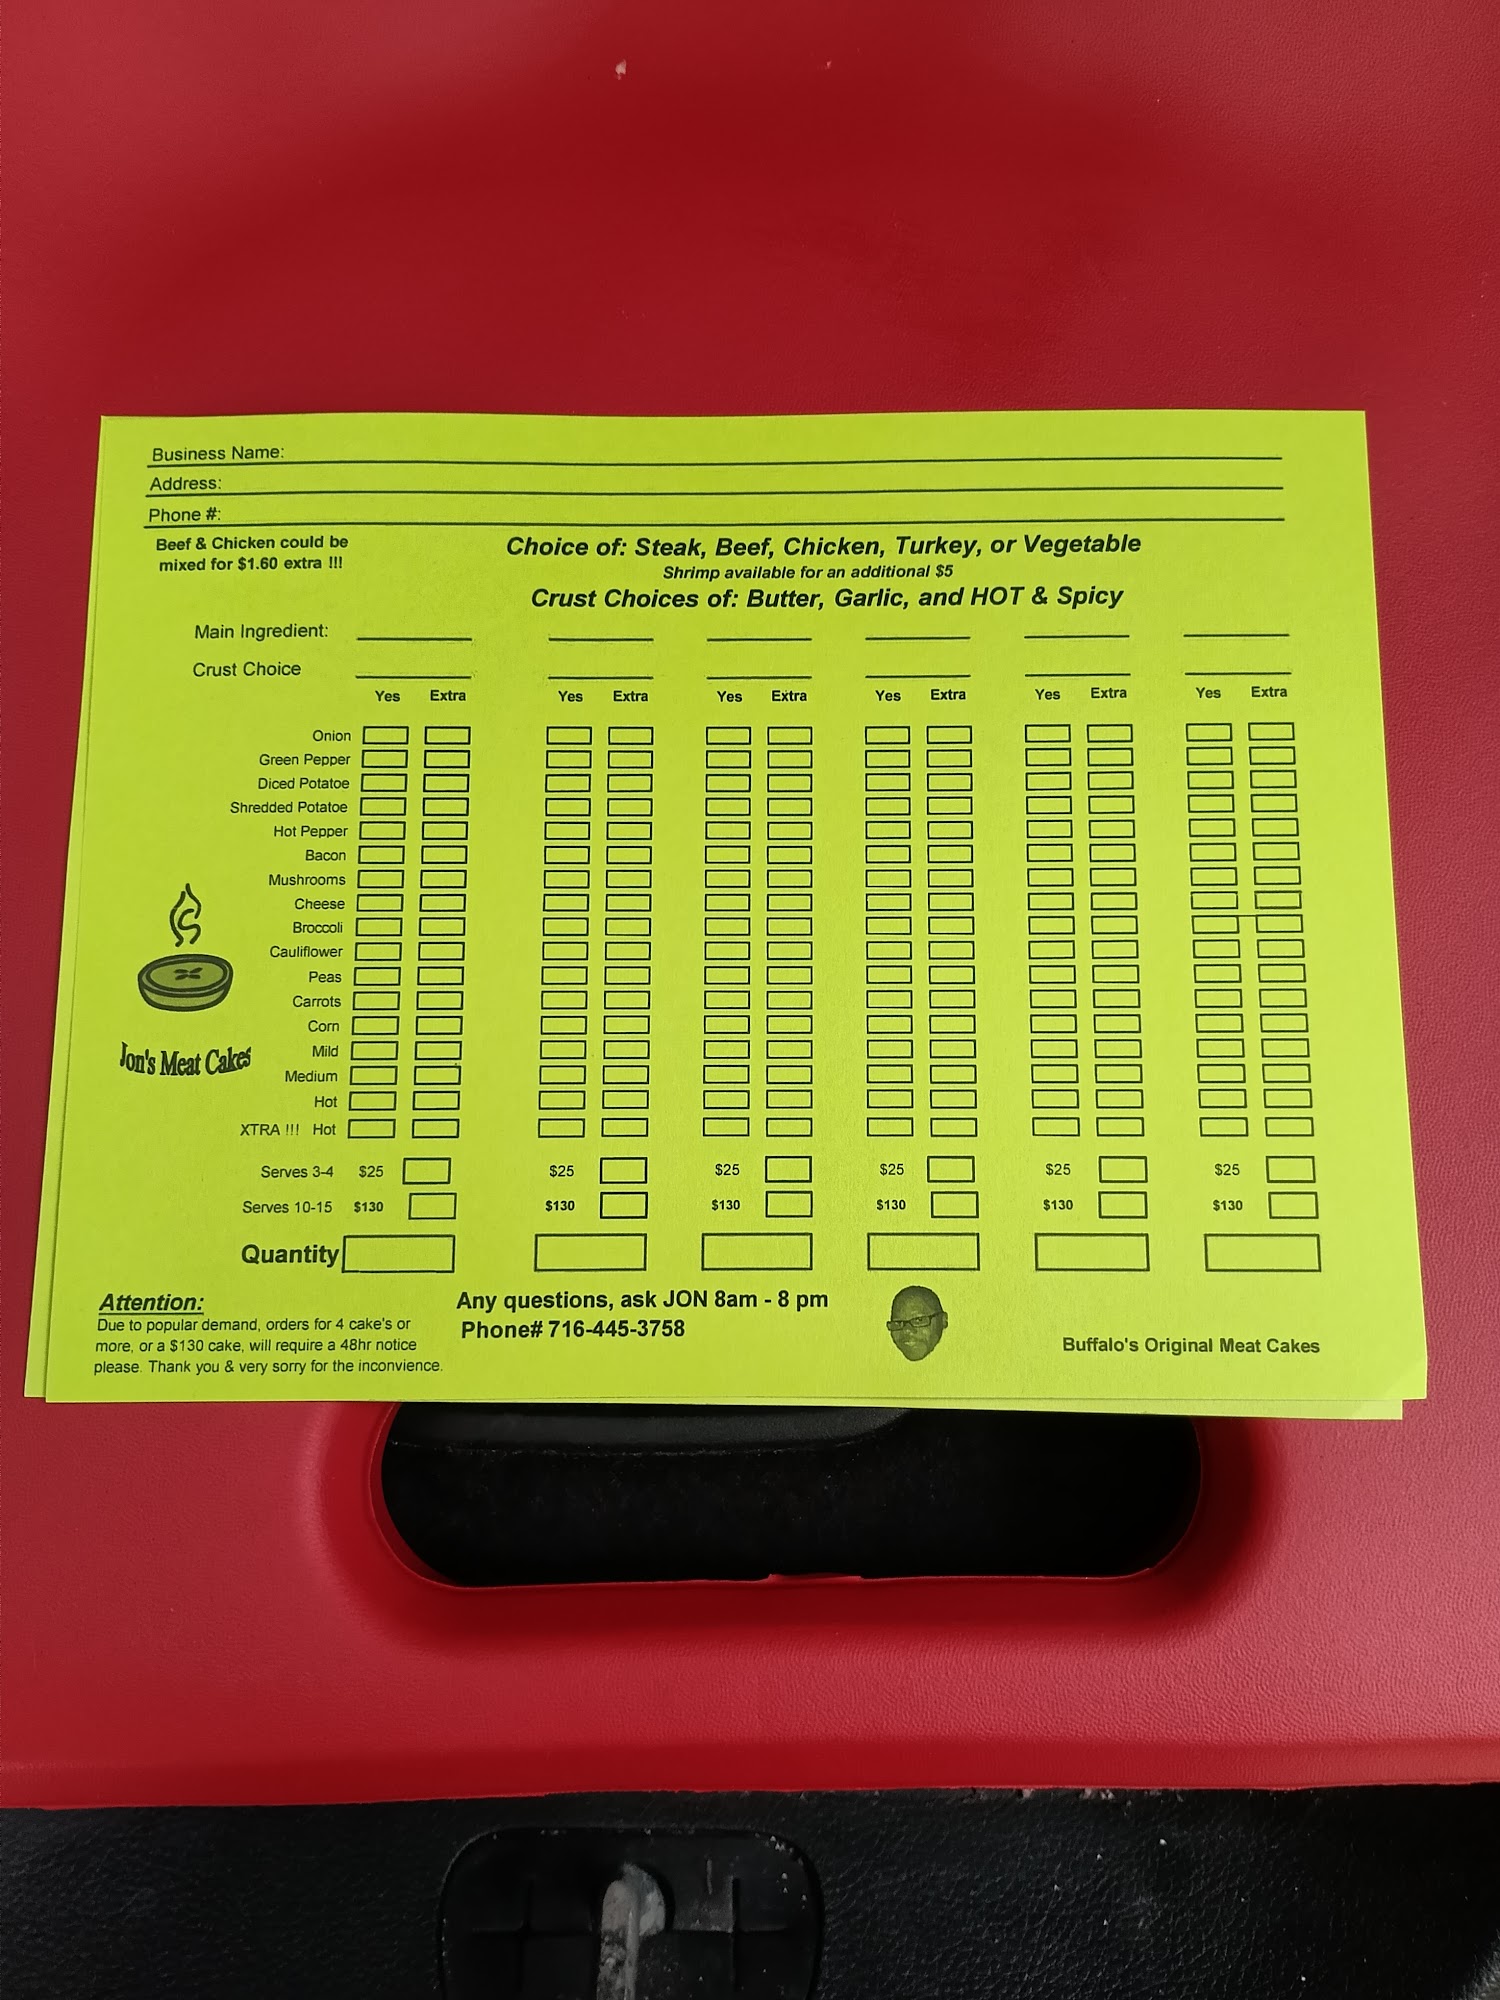 Business Name:
Address:
Phone #:
Beef & Chicken could be
mixed for $1.60 extra !!!
Choice of: Steak, Beef, Chicken, Turkey, or Vegetable
Shrimp available for an additional $5
Crust Choices of: Butter, Garlic, and HOT & Spicy
Main Ingredient:
Crust Choice
Yes Extra Yes Extra Yes Extra Yes Extra Yes Extra Yes Extra
Onion
Green Pepper
Diced Potatoe
Shredded Potatoe
Hot Pepper
Bacon
Mushrooms
Cheese
Broccoli
Cauliflower
Peas
Carrots
Corn
Mild
Medium
Hot
XTRA !!! Hot
Jon's Meat Cakes
Serves 3-4 $25 $25 $25 $25 $25 $25
Serves 10-15 $130 $130 $130 $130 $130 $130
Quantity
Attention:
Due to popular demand, orders for 4 cake's or
more, or a $130 cake, will require a 48hr notice
please. Thank you & very sorry for the inconvience.
Any questions, ask JON 8am - 8 pm
Phone# 716-445-3758
Buffalo's Original Meat Cakes